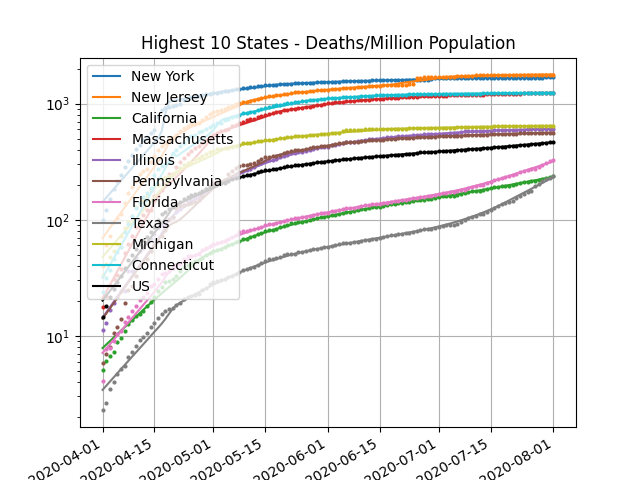 Highest 10 States - Deaths/Million Population
New York
New Jersey
California
Massachusetts
Illinois
Pennsylvania
Florida
Texas
Michigan
Connecticut
US
10³
10²
10¹
2020-04-01
2020-04-15
2020-05-01
2020-05-15
2020-06-01
2020-06-15
2020-07-01
2020-07-15
2020-08-01